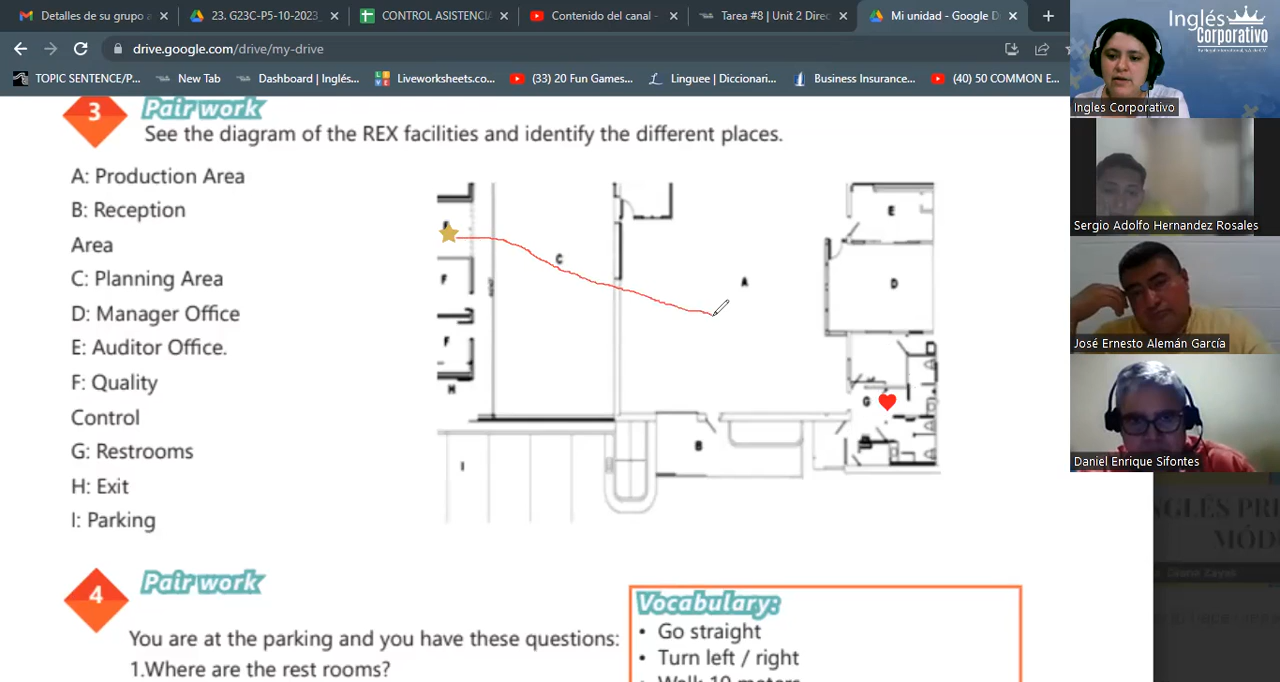 Detalles de su grupo a
23. G23C-P5-10-2023_
CONTROL ASISTENCIA
Contenido del canal -
Tarea #8 | Unit 2 Direc
Mi unidad - Google D
drive.google.com/drive/my-drive
TOPIC SENTENCE/P...
New Tab
Dashboard | Inglés...
Liveworksheets.co...
(33) 20 Fun Games...
Linguee | Diccionari...
Business Insurance...
(40) 50 COMMON E...
Inglés
Corporativo
Ingles Corporativo
Sergio Adolfo Hernandez Rosales
José Ernesto Alemán García
Daniel Enrique Sifontes
3
Pair work
See the diagram of the REX facilities and identify the different places.
A: Production Area
B: Reception
Area
C: Planning Area
D: Manager Office
E: Auditor Office.
F: Quality
Control
G: Restrooms
H: Exit
I: Parking
C
A
E
D
F
F
H
G
B
I
4
Pair work
You are at the parking and you have these questions:
1.Where are the rest rooms?
Vocabulary:
• Go straight
• Turn left / right
• Walk 10 meters